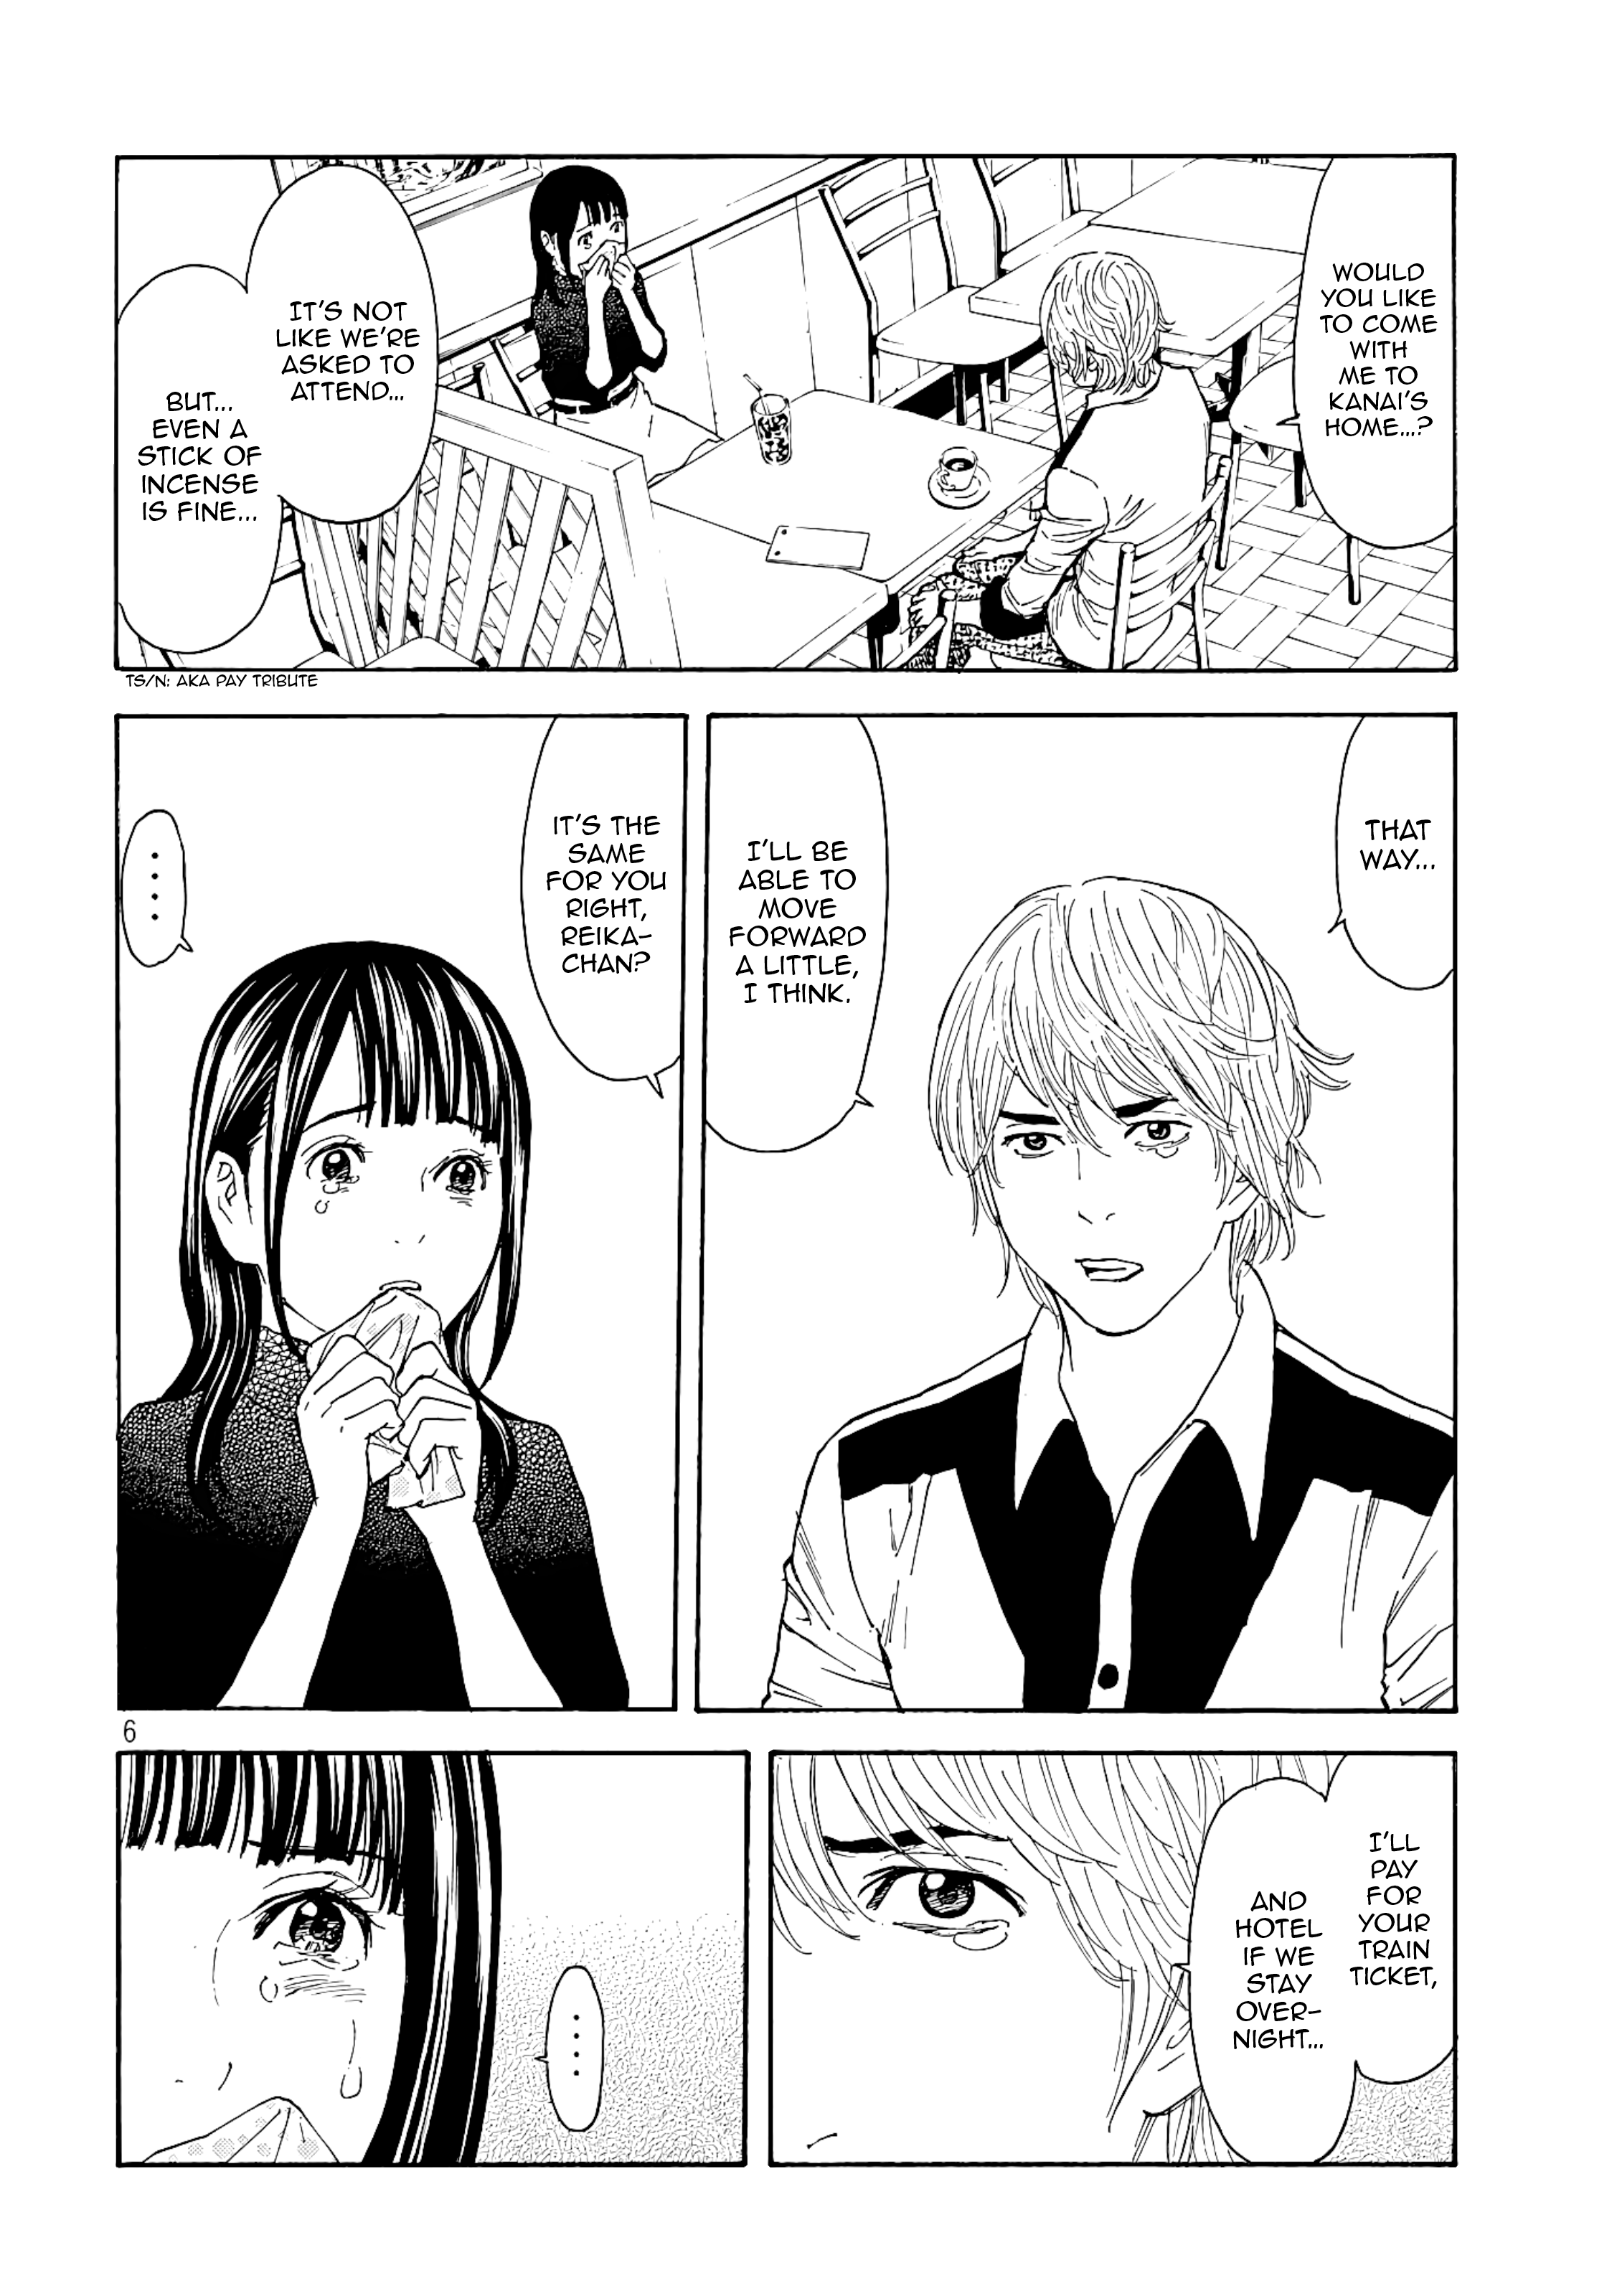 WOULD
YOU LIKE
TO COME
WITH
ME TO
KANAI'S
HOME...?
IT'S NOT
LIKE WE'RE
ASKED TO
ATTEND...
BUT...
EVEN A
STICK OF
INCENSE
IS FINE...
TS/N: AKA PAY TRIBUTE
THAT
WAY...
I'LL BE
ABLE TO
MOVE
FORWARD
A LITTLE,
I THINK.
IT'S THE
SAME
FOR YOU
RIGHT,
REIKA-
CHAN?
....
6
I'LL
PAY
FOR
YOUR
TRAIN
TICKET,
AND
HOTEL
IF WE
STAY
OVER-
NIGHT...
....